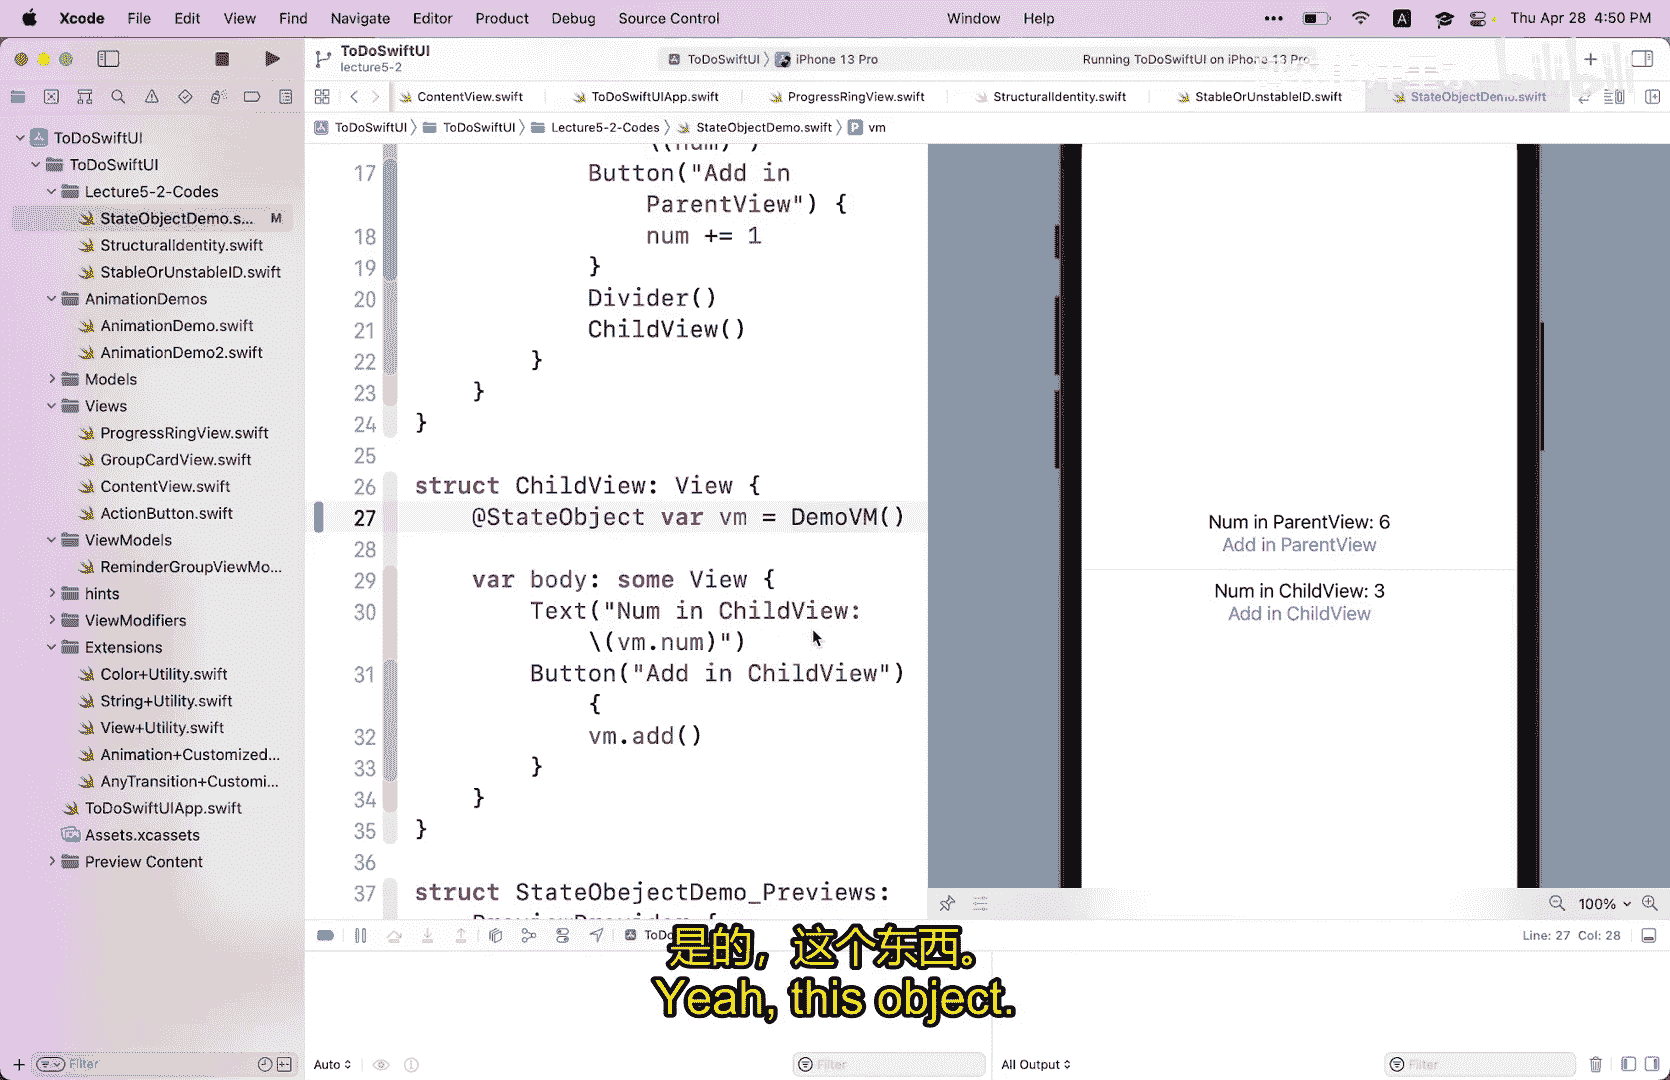 Xcode File Edit View Find Navigate Editor Product Debug Source Control Window Help A Thu Apr 28 4:50 PM
ToDoSwiftUI
lecture5-2
ToDoSwiftUI iPhone 13 Pro
Running ToDoSwiftUI on iPhone 13 Pro
ContentView.swift ToDoSwiftUIApp.swift ProgressRingView.swift StructuralIdentity.swift StableOrUnstableID.swift StateObjectDemo.swift
ToDoSwiftUI ToDoSwiftUI Lecture5-2-Codes StateObjectDemo.swift P vm
ToDoSwiftUI
ToDoSwiftUI
Lecture5-2-Codes
StateObjectDemo.s... M
StructuralIdentity.swift
StableOrUnstableID.swift
AnimationDemos
AnimationDemo.swift
AnimationDemo2.swift
Models
Views
ProgressRingView.swift
GroupCardView.swift
ContentView.swift
ActionButton.swift
ViewModels
ReminderGroupViewMo...
hints
ViewModifiers
Extensions
Color+Utility.swift
String+Utility.swift
View+Utility.swift
Animation+Customized...
AnyTransition+Customi...
ToDoSwiftUIApp.swift
Assets.xcassets
Preview Content
Filter
\(num)")
17 Button("Add in
ParentView") {
18 num += 1
19 }
20 Divider()
21 ChildView()
22 }
23 }
24 }
25
26 struct ChildView: View {
27 @StateObject var vm = DemoVM()
28
29 var body: some View {
30 Text("Num in ChildView:
\(vm.num)")
31 Button("Add in ChildView")
{
32 vm.add()
33 }
34 }
35 }
36
37 struct StateObejectDemo_Previews:
PreviewProvider {
Num in ParentView: 6
Add in ParentView
Num in ChildView: 3
Add in ChildView
100%
Line: 27 Col: 28
是的，这个东西。
Yeah, this object.
Auto
Filter
All Output
Filter